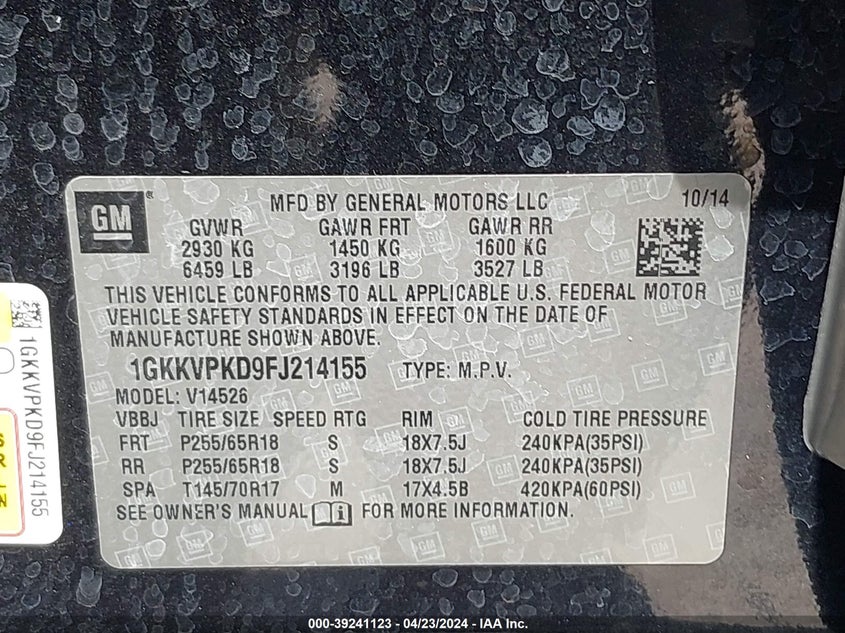 GM ® MFD BY GENERAL MOTORS LLC 10/14
GVWR GAWR FRT GAWR RR
2930 KG 1450 KG 1600 KG
6459 LB 3196 LB 3527 LB
THIS VEHICLE CONFORMS TO ALL APPLICABLE U.S. FEDERAL MOTOR
VEHICLE SAFETY STANDARDS IN EFFECT ON THE DATE OF
MANUFACTURE SHOWN ABOVE.
1GKKVPKD9FJ214155 TYPE: M.P.V.
MODEL: V14526
VBBJ TIRE SIZE SPEED RTG RIM COLD TIRE PRESSURE
FRT P255/65R18 S 18X7.5J 240KPA(35PSI)
RR P255/65R18 S 18X7.5J 240KPA(35PSI)
SPA T145/70R17 M 17X4.5B 420KPA(60PSI)
SEE OWNER'S MANUAL FOR MORE INFORMATION.
1GKKVPKD9FJ214155
000-39241123 - 04/23/2024 - IAA Inc.